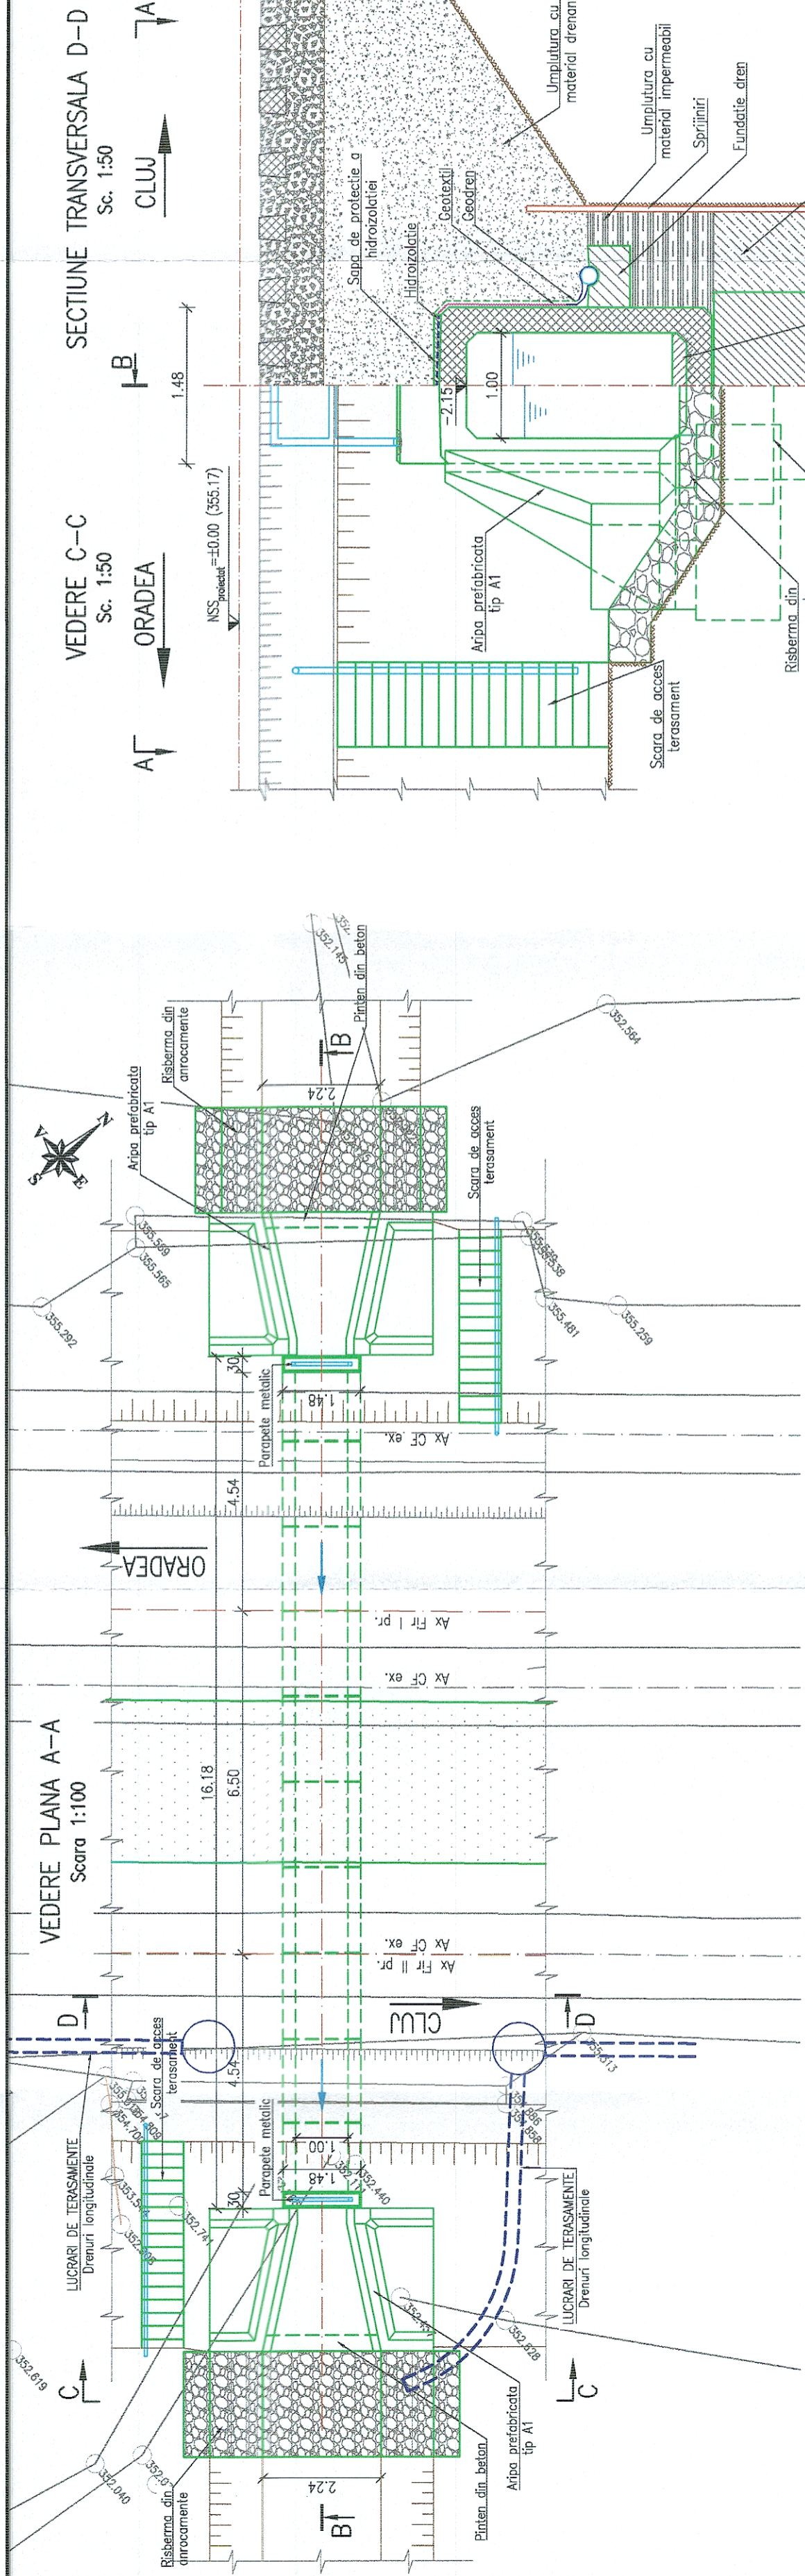 VEDERE C-C
Sc. 1:50
SECTIUNE TRANSVERSALA D-D
Sc. 1:50
A
ORADEA
CLUJ
A
B
1.48
NSSproiectat=±0.00 (355.17)
-2.15
1.00
Sapa de protectie a
hidroizolatiei
Hidroizolatie
Geotextil
Geodren
Umplutura cu
material drenan
Umplutura cu
material impermeabil
Sprijiniri
Fundatie dren
Aripa prefabricata
tip A1
Scara de acces
terasament
Risberma din
VEDERE PLANA A-A
Scara 1:100
D
D
C
C
B
B
S
V
N
E
ORADEA
CLUJ
LUCRARI DE TERASAMENTE
Drenuri longitudinale
LUCRARI DE TERASAMENTE
Drenuri longitudinale
Scara de acces
terasament
Scara de acces
terasament
Parapete metalic
Parapete metalic
Risberma din
anrocamente
Risberma din
anrocamente
Aripa prefabricata
tip A1
Aripa prefabricata
tip A1
Pinten din beton
Pinten din beton
Ax CF ex.
Ax Fir II pr.
Ax CF ex.
Ax Fir I pr.
Ax CF ex.
16.18
6.50
4.54
4.54
30
30
1.48
1.48
1.00
2.24
2.24
352.619
352.040
352.741
352.440
352.628
355.292
355.569
355.565
355.481
355.259
352.145
352.564